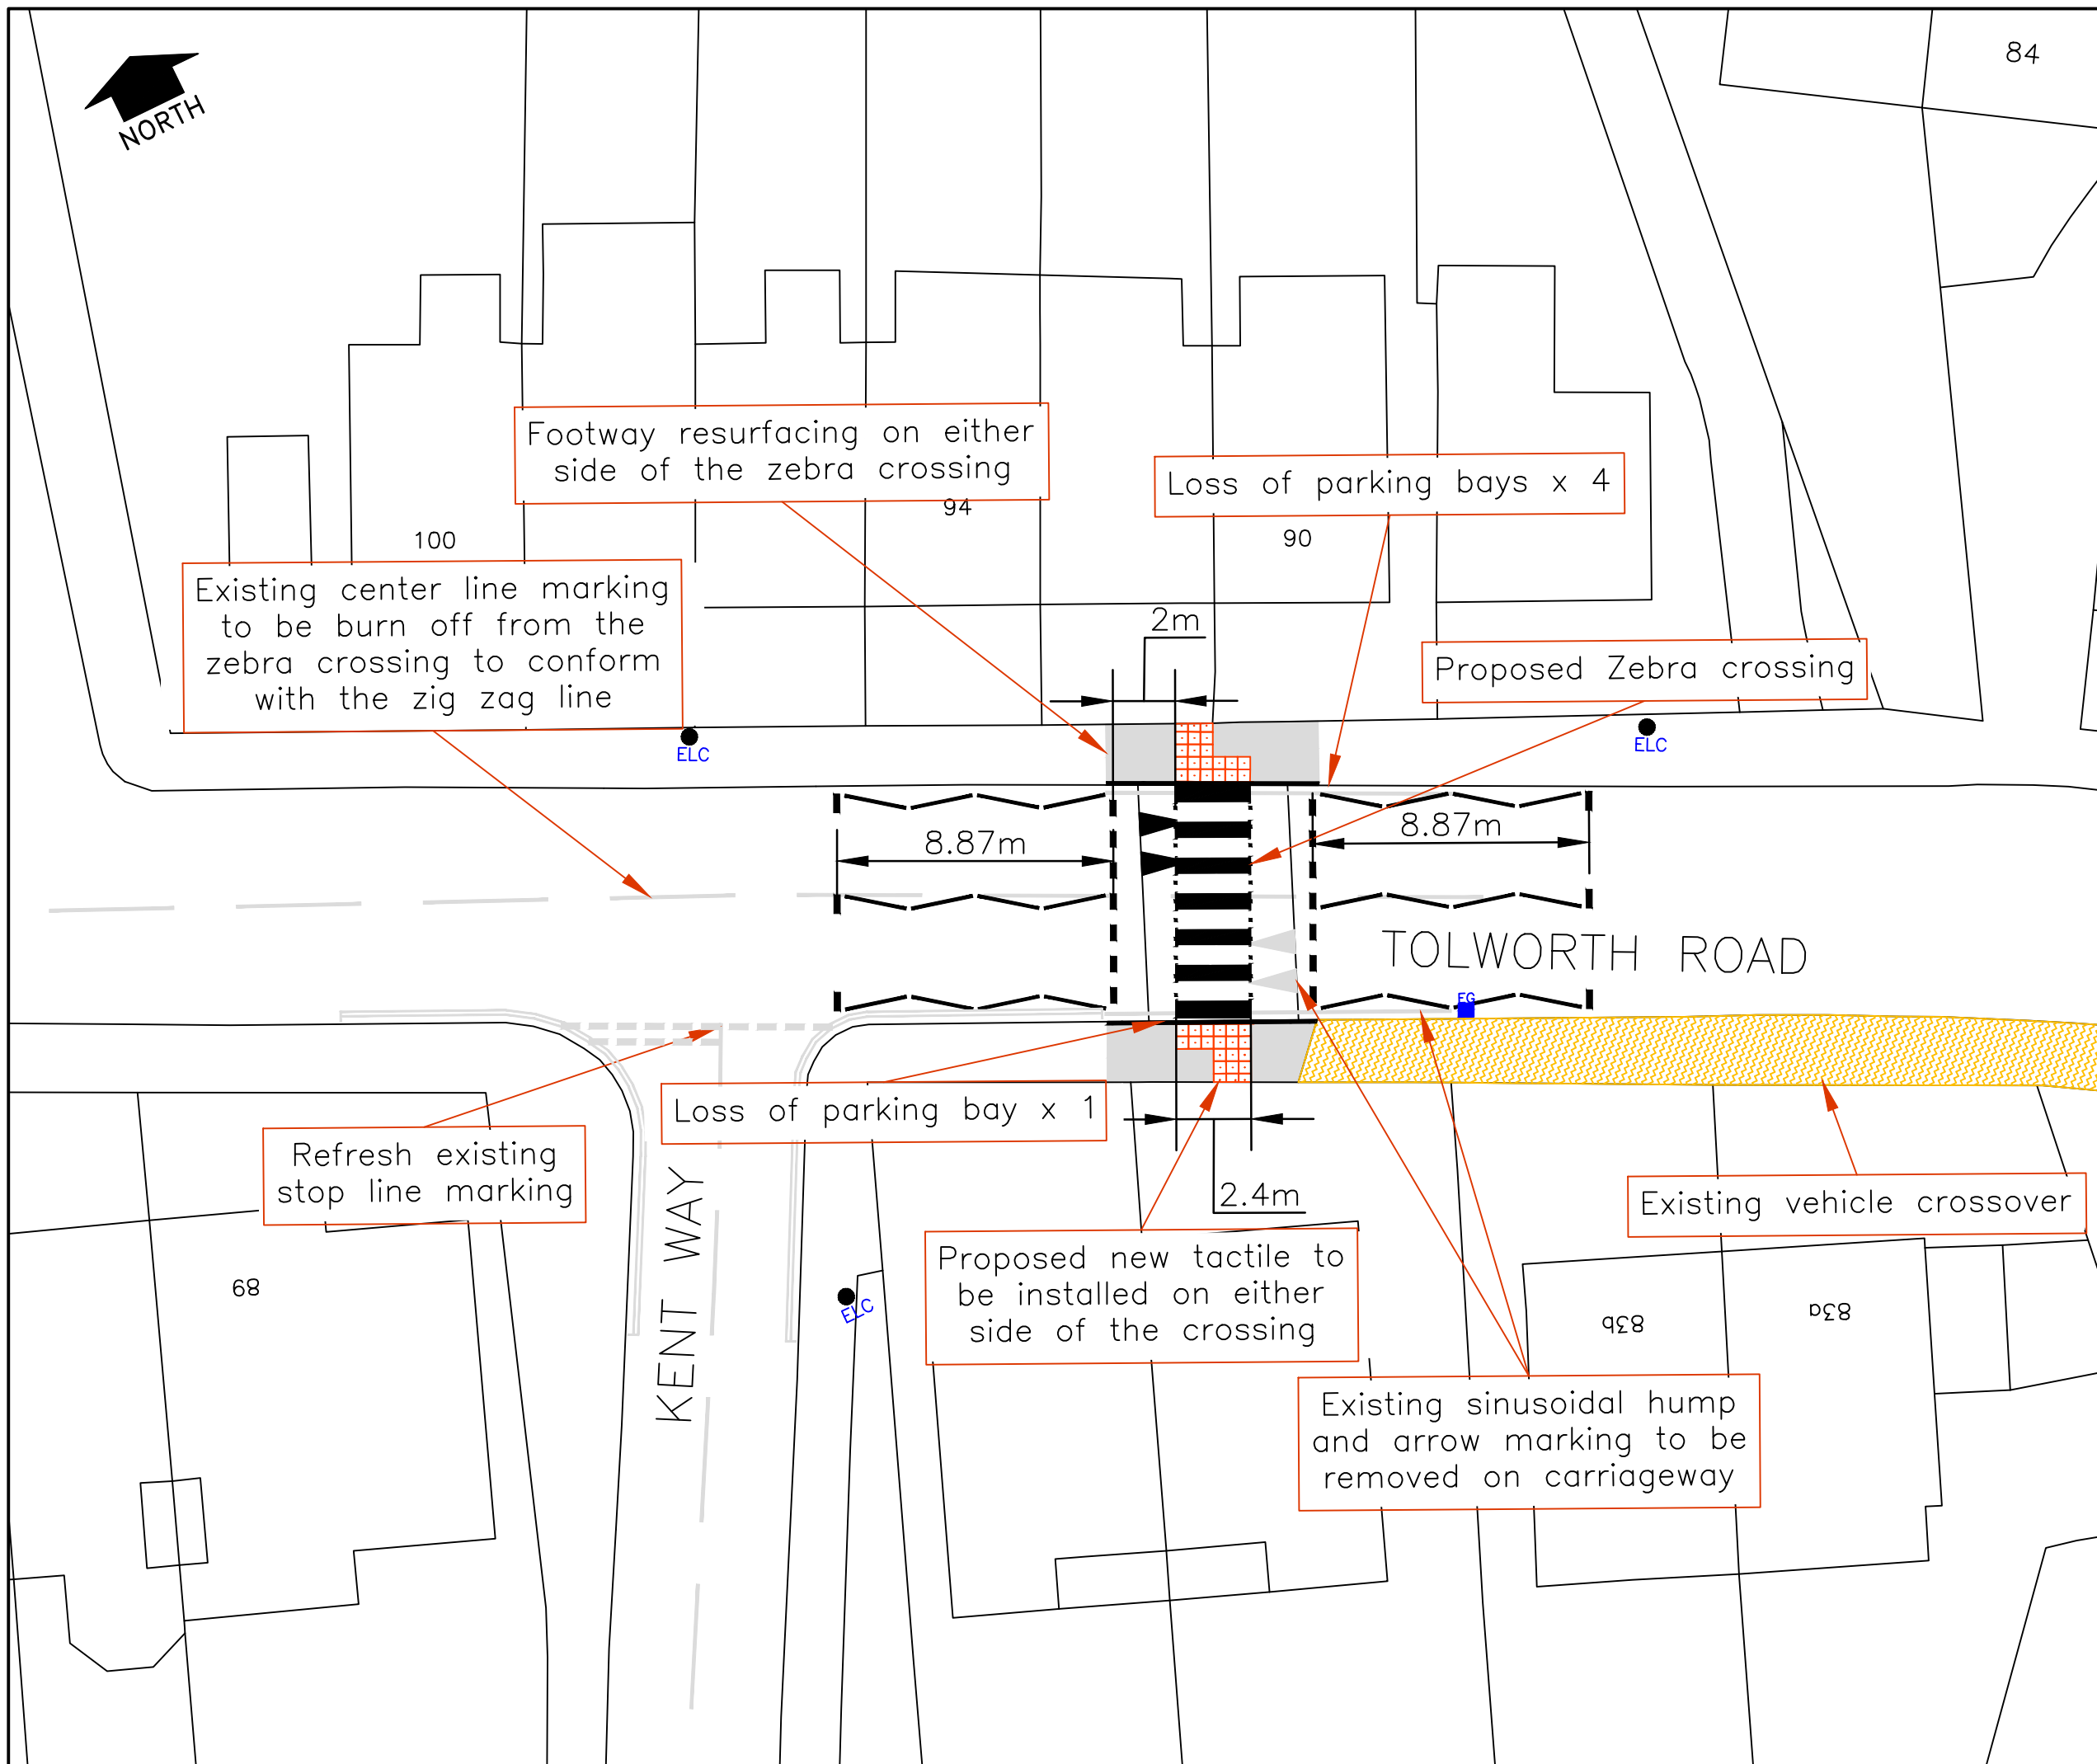 NORTH
84
Footway resurfacing on either
side of the zebra crossing
Loss of parking bays x 4
94
90
100
Existing center line marking
to be burn off from the
zebra crossing to conform
with the zig zag line
2m
Proposed Zebra crossing
ELC
ELC
8.87m
8.87m
TOLWORTH ROAD
EG
Loss of parking bay x 1
Refresh existing
stop line marking
KENT WAY
2.4m
Existing vehicle crossover
Proposed new tactile to
be installed on either
side of the crossing
89
ELC
83b
83a
Existing sinusoidal hump
and arrow marking to be
removed on carriageway